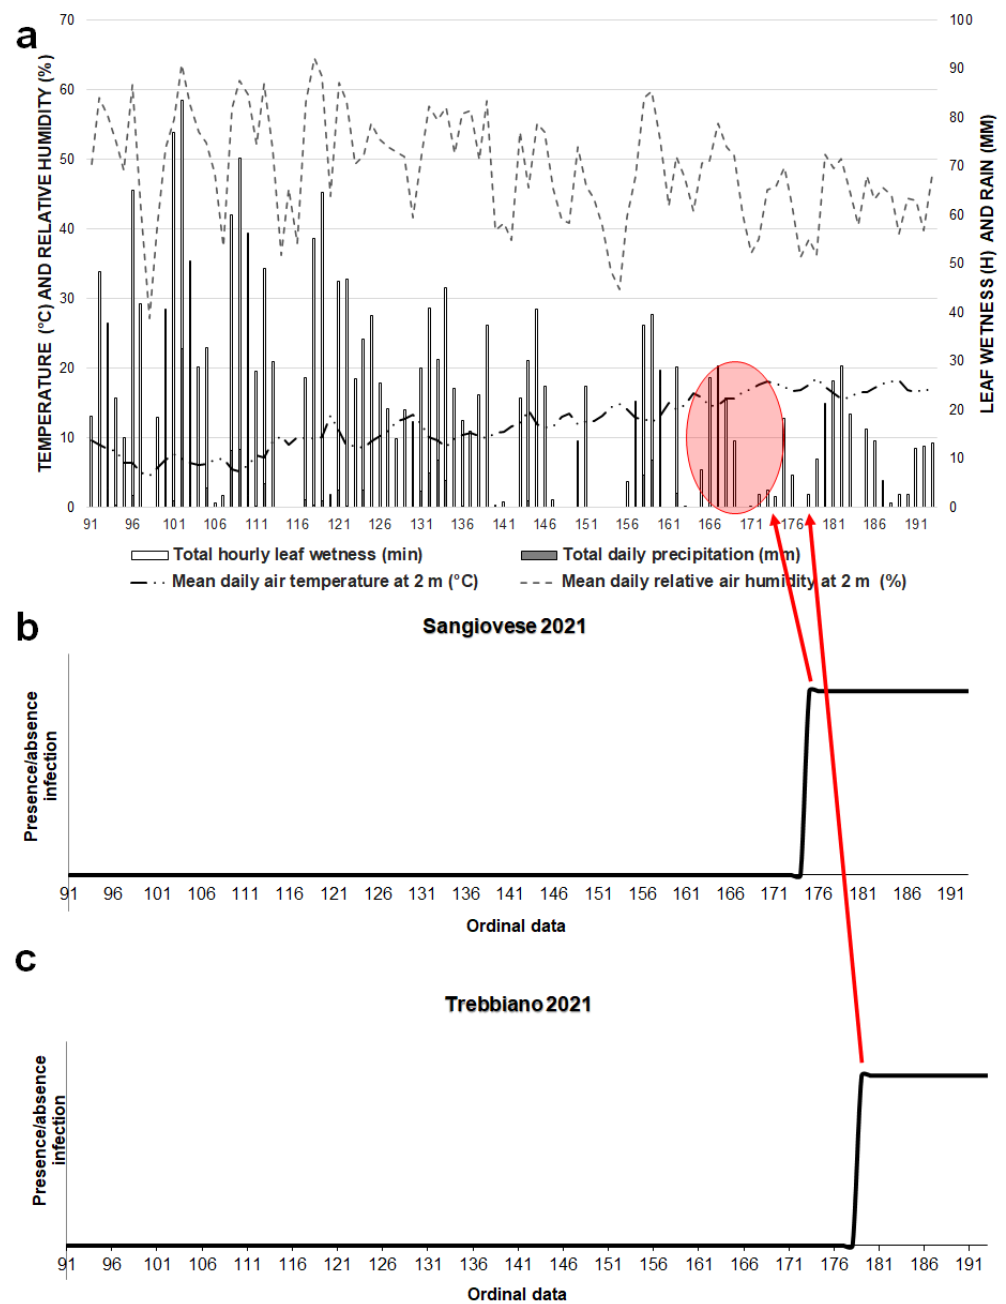 a
70
60
50
40
30
20
10
0
TEMPERATURE (°C) AND RELATIVE HUMIDITY (%)
100
90
80
70
60
50
40
30
20
10
0
LEAF WETNESS (H) AND RAIN (MM)
91 96 101 106 111 116 121 126 131 136 141 146 151 156 161 166 171 176 181 186 191
Total hourly leaf wetness (min) Total daily precipitation (mm)
Mean daily air temperature at 2 m (°C) Mean daily relative air humidity at 2 m (%)
b
Sangiovese 2021
Presence/absence
infection
91 96 101 106 111 116 121 126 131 136 141 146 151 156 161 166 171 176 181 186 191
Ordinal data
c
Trebbiano 2021
Presence/absence
infection
91 96 101 106 111 116 121 126 131 136 141 146 151 156 161 166 171 176 181 186 191
Ordinal data